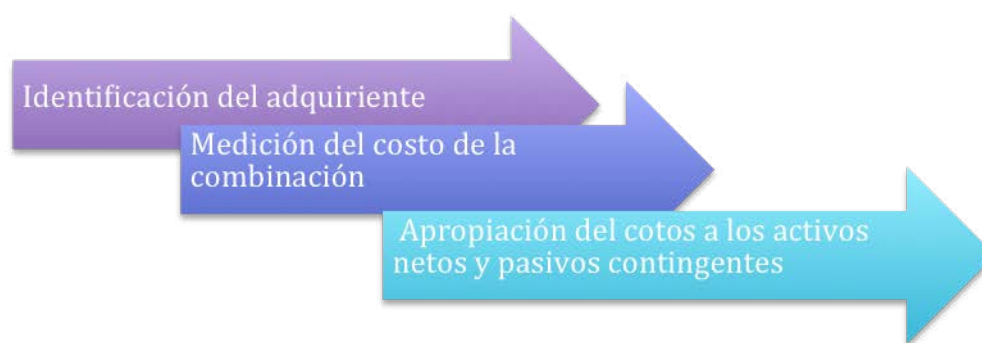 Identificación del adquiriente
Medición del costo de la
combinación
Apropiación del cotos a los activos
netos y pasivos contingentes